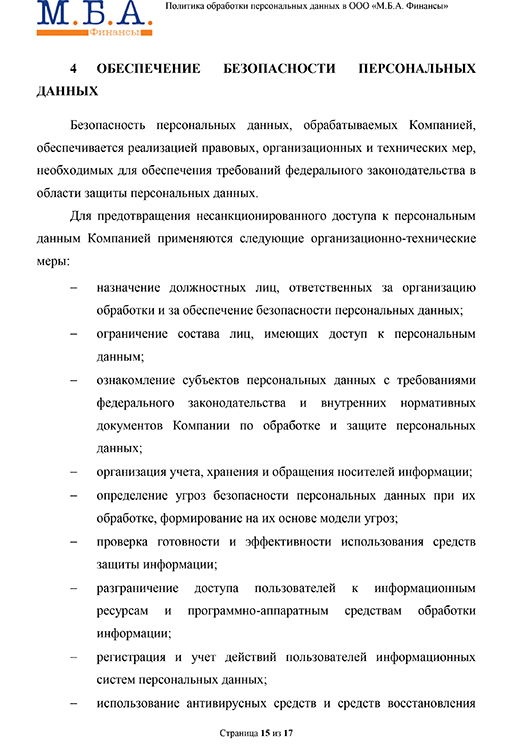 М.Б.А.
Финансы
Политика обработки персональных данных в ООО «М.Б.А. Финансы»
4 ОБЕСПЕЧЕНИЕ БЕЗОПАСНОСТИ ПЕРСОНАЛЬНЫХ
ДАННЫХ
Безопасность персональных данных, обрабатываемых Компанией,
обеспечивается реализацией правовых, организационных и технических мер,
необходимых для обеспечения требований федерального законодательства в
области защиты персональных данных.
Для предотвращения несанкционированного доступа к персональным
данным Компанией применяются следующие организационно-технические
меры:
– назначение должностных лиц, ответственных за организацию
обработки и за обеспечение безопасности персональных данных;
– ограничение состава лиц, имеющих доступ к персональным
данным;
– ознакомление субъектов персональных данных с требованиями
федерального законодательства и внутренних нормативных
документов Компании по обработке и защите персональных
данных;
– организация учета, хранения и обращения носителей информации;
– определение угроз безопасности персональных данных при их
обработке, формирование на их основе модели угроз;
– проверка готовности и эффективности использования средств
защиты информации;
– разграничение доступа пользователей к информационным
ресурсам и программно-аппаратным средствам обработки
информации;
– регистрация и учет действий пользователей информационных
систем персональных данных;
– использование антивирусных средств и средств восстановления
Страница 15 из 17